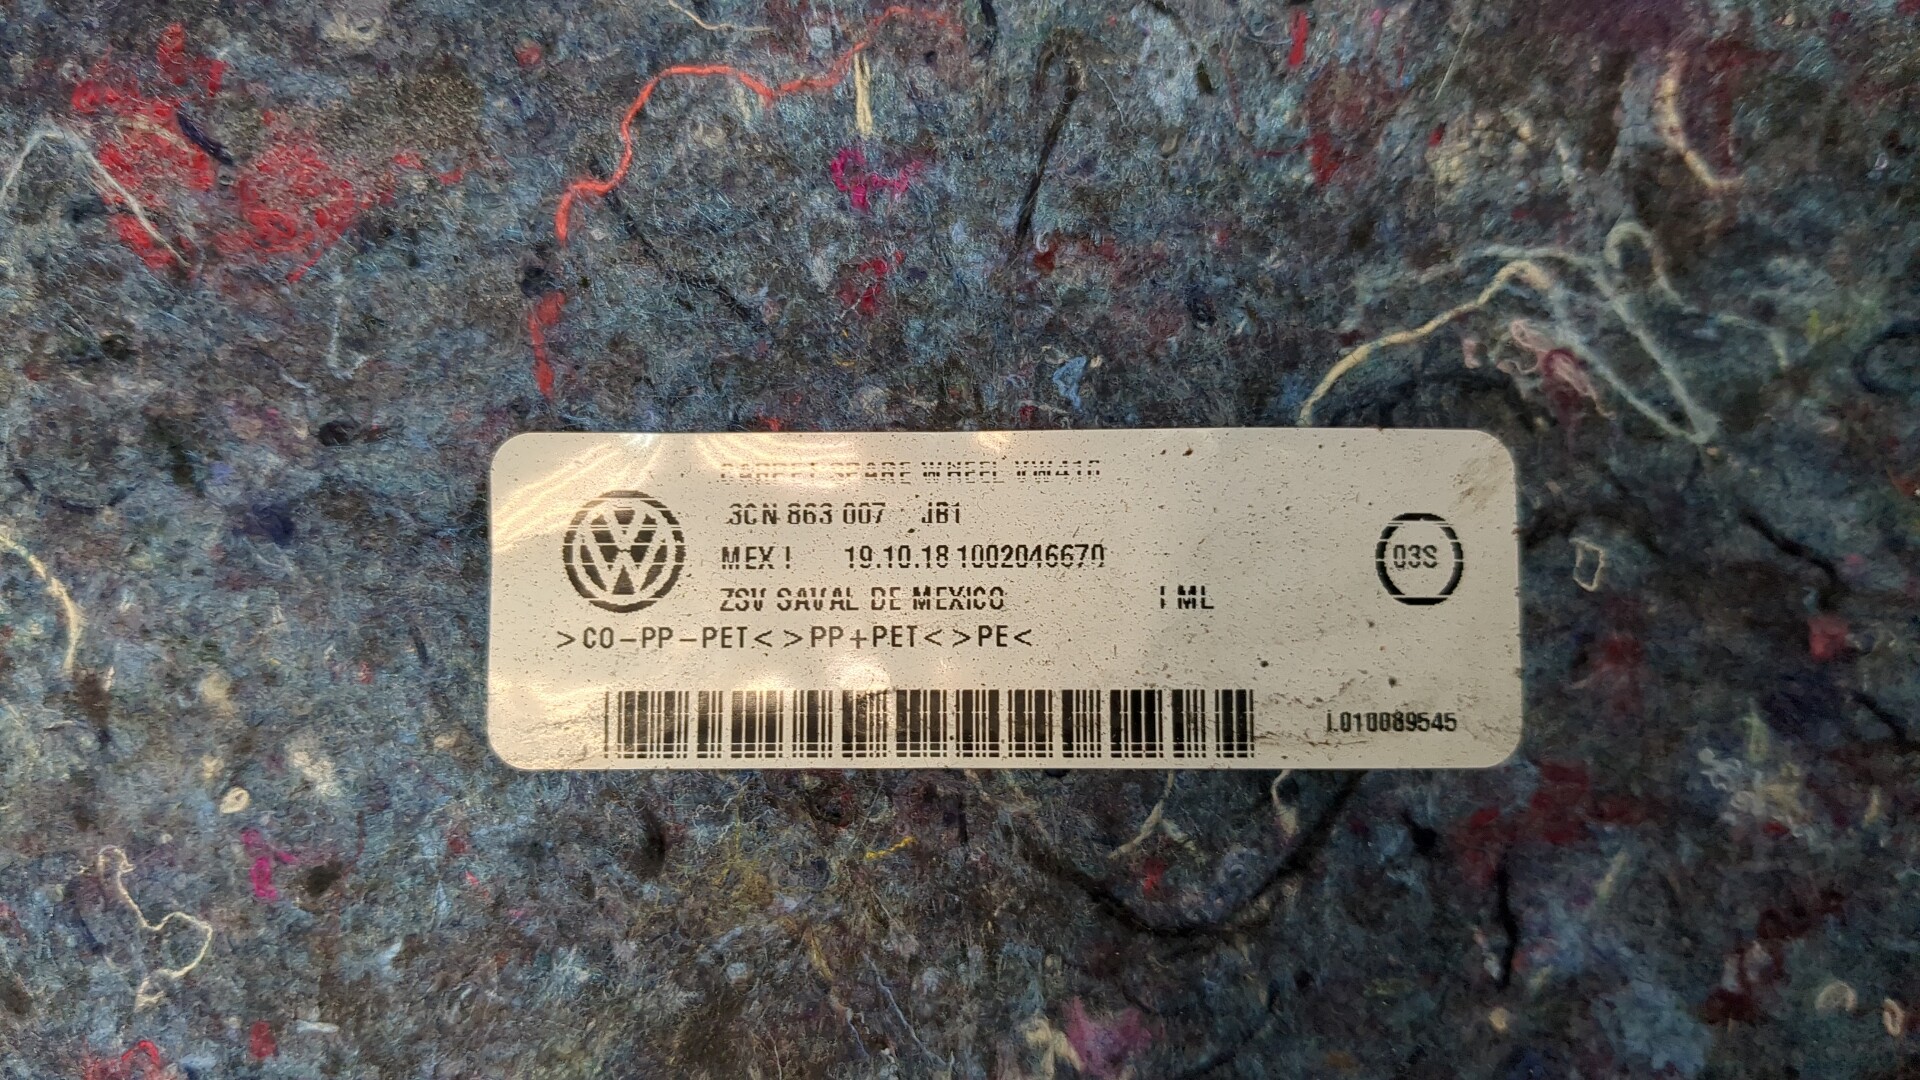 CARPET SPARE WHEEL VW416
3CN 863 007 JB1
MEX I 19.10.18 1002046670
ZSV SAVAL DE MEXICO I ML
>CO-PP-PET< >PP+PET< >PE<
03S
L010089545